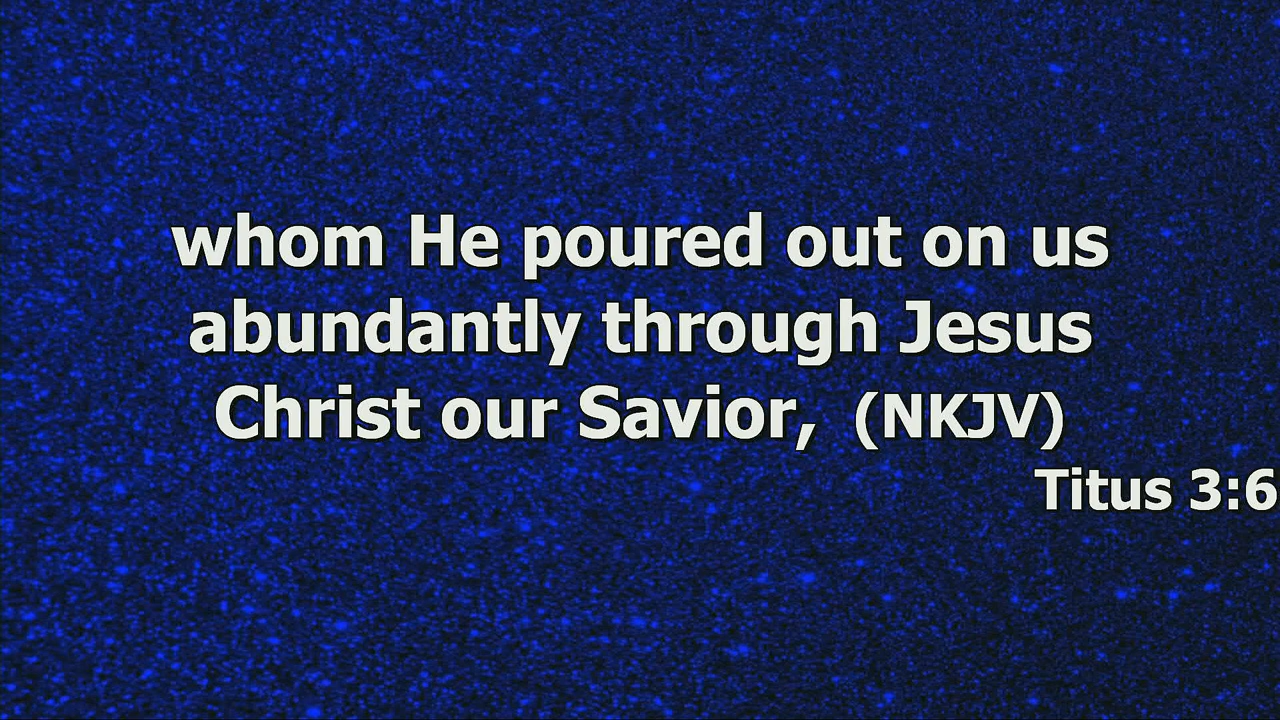 whom He poured out on us
abundantly through Jesus
Christ our Savior, (NKJV)
Titus 3:6